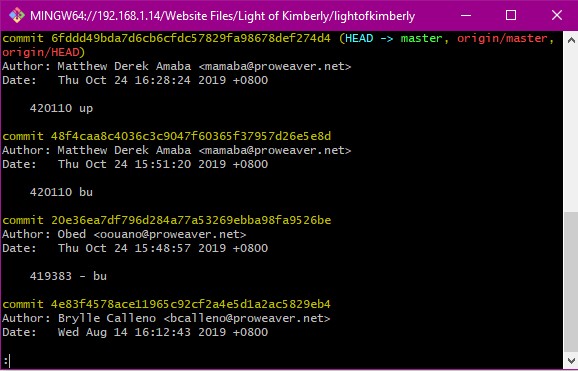 MINGW64://192.168.1.14/Website Files/Light of Kimberly/lightofkimberly
commit 6fddd49bda7d6cb6cfdc57829fa98678def274d4 (HEAD -> master, origin/master,
origin/HEAD)
Author: Matthew Derek Amaba <mamaba@proweaver.net>
Date:   Thu Oct 24 16:28:24 2019 +0800
    420110 up
commit 48f4caa8c4036c3c9047f60365f37957d26e5e8d
Author: Matthew Derek Amaba <mamaba@proweaver.net>
Date:   Thu Oct 24 15:51:20 2019 +0800
    420110 bu
commit 20e36ea7df796d284a77a53269ebba98fa9526be
Author: Obed <oouano@proweaver.net>
Date:   Thu Oct 24 15:48:57 2019 +0800
    419383 - bu
commit 4e83f4578ace11965c92cf2a4e5d1a2ac5829eb4
Author: Brylle Calleno <bcalleno@proweaver.net>
Date:   Wed Aug 14 16:12:43 2019 +0800
: